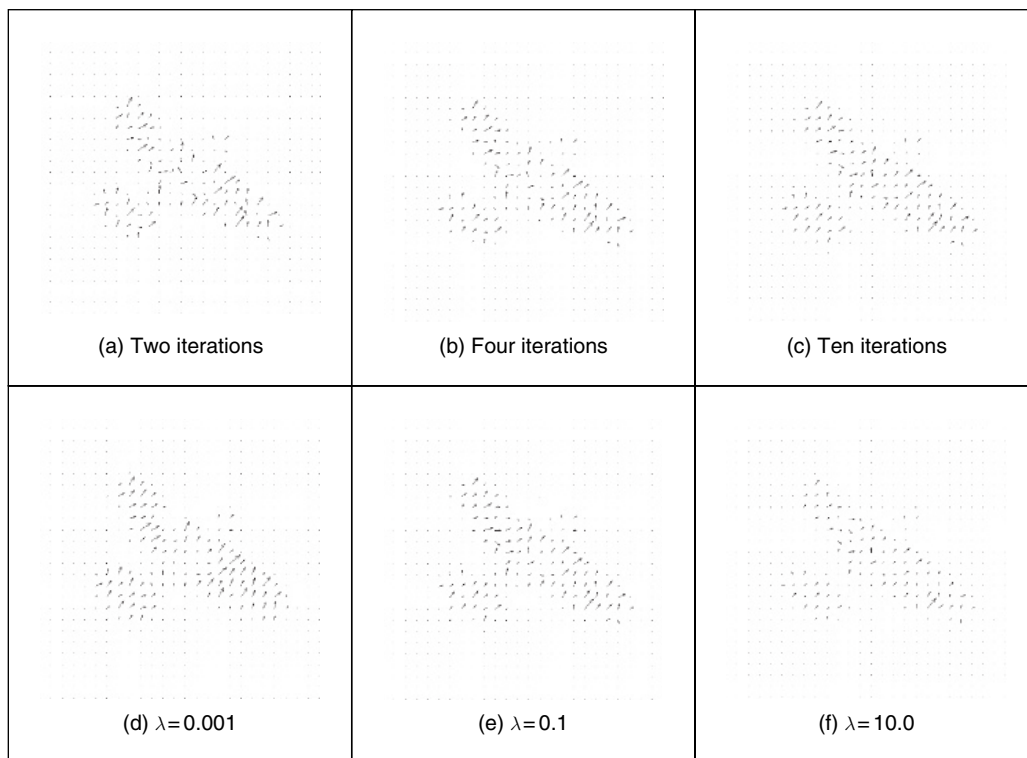 (a) Two iterations
(b) Four iterations
(c) Ten iterations
(d) λ=0.001
(e) λ=0.1
(f) λ=10.0